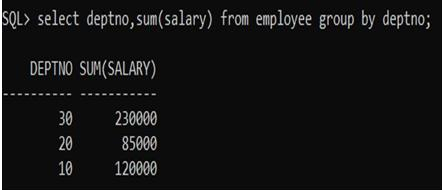 SQL> select deptno,sum(salary) from employee group by deptno;
DEPTNO SUM(SALARY)
---------- -----------
30 230000
20 85000
10 120000